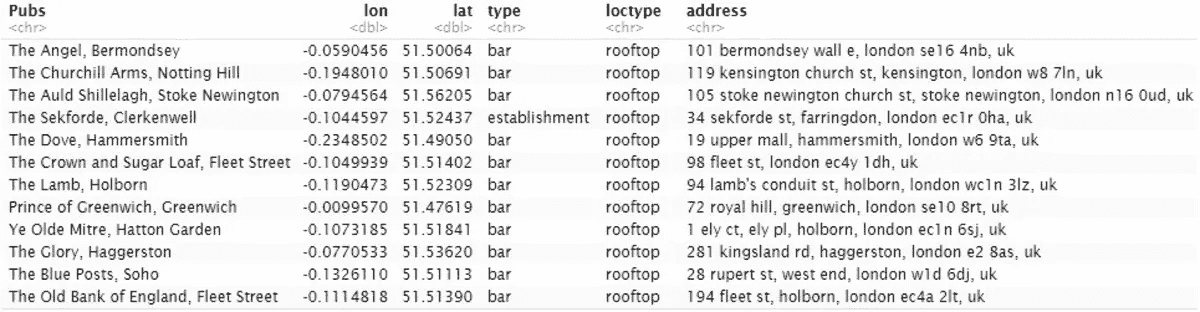 Pubs lon lat type loctype address
<chr> <dbl> <dbl> <chr> <chr> <chr>
The Angel, Bermondsey -0.0590456 51.50064 bar rooftop 101 bermondsey wall e, london se16 4nb, uk
The Churchill Arms, Notting Hill -0.1948010 51.50691 bar rooftop 119 kensington church st, kensington, london w8 7ln, uk
The Auld Shillelagh, Stoke Newington -0.0794564 51.56205 bar rooftop 105 stoke newington church st, stoke newington, london n16 0ud, uk
The Sekforde, Clerkenwell -0.1044597 51.52437 establishment rooftop 34 sekforde st, farringdon, london ec1r 0ha, uk
The Dove, Hammersmith -0.2348502 51.49050 bar rooftop 19 upper mall, hammersmith, london w6 9ta, uk
The Crown and Sugar Loaf, Fleet Street -0.1049939 51.51402 bar rooftop 98 fleet st, london ec4y 1dh, uk
The Lamb, Holborn -0.1190473 51.52309 bar rooftop 94 lamb's conduit st, holborn, london wc1n 3lz, uk
Prince of Greenwich, Greenwich -0.0099570 51.47619 bar rooftop 72 royal hill, greenwich, london se10 8rt, uk
Ye Olde Mitre, Hatton Garden -0.1073185 51.51841 bar rooftop 1 ely ct, ely pl, holborn, london ec1n 6sj, uk
The Glory, Haggerston -0.0770533 51.53620 bar rooftop 281 kingsland rd, haggerston, london e2 8as, uk
The Blue Posts, Soho -0.1326110 51.51113 bar rooftop 28 rupert st, west end, london w1d 6dj, uk
The Old Bank of England, Fleet Street -0.1114818 51.51390 bar rooftop 194 fleet st, holborn, london ec4a 2lt, uk